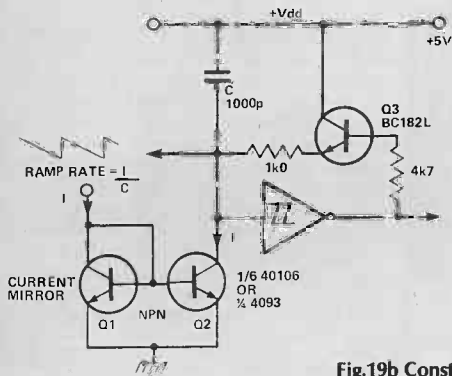 +Vdd
+5V
C
1000p
Q3
BC182L
1k0
4k7
RAMP RATE = I
C
I
I
CURRENT
MIRROR
Q1
NPN
Q2
1/6 40106
OR
¼ 4093
Fig.19b Const